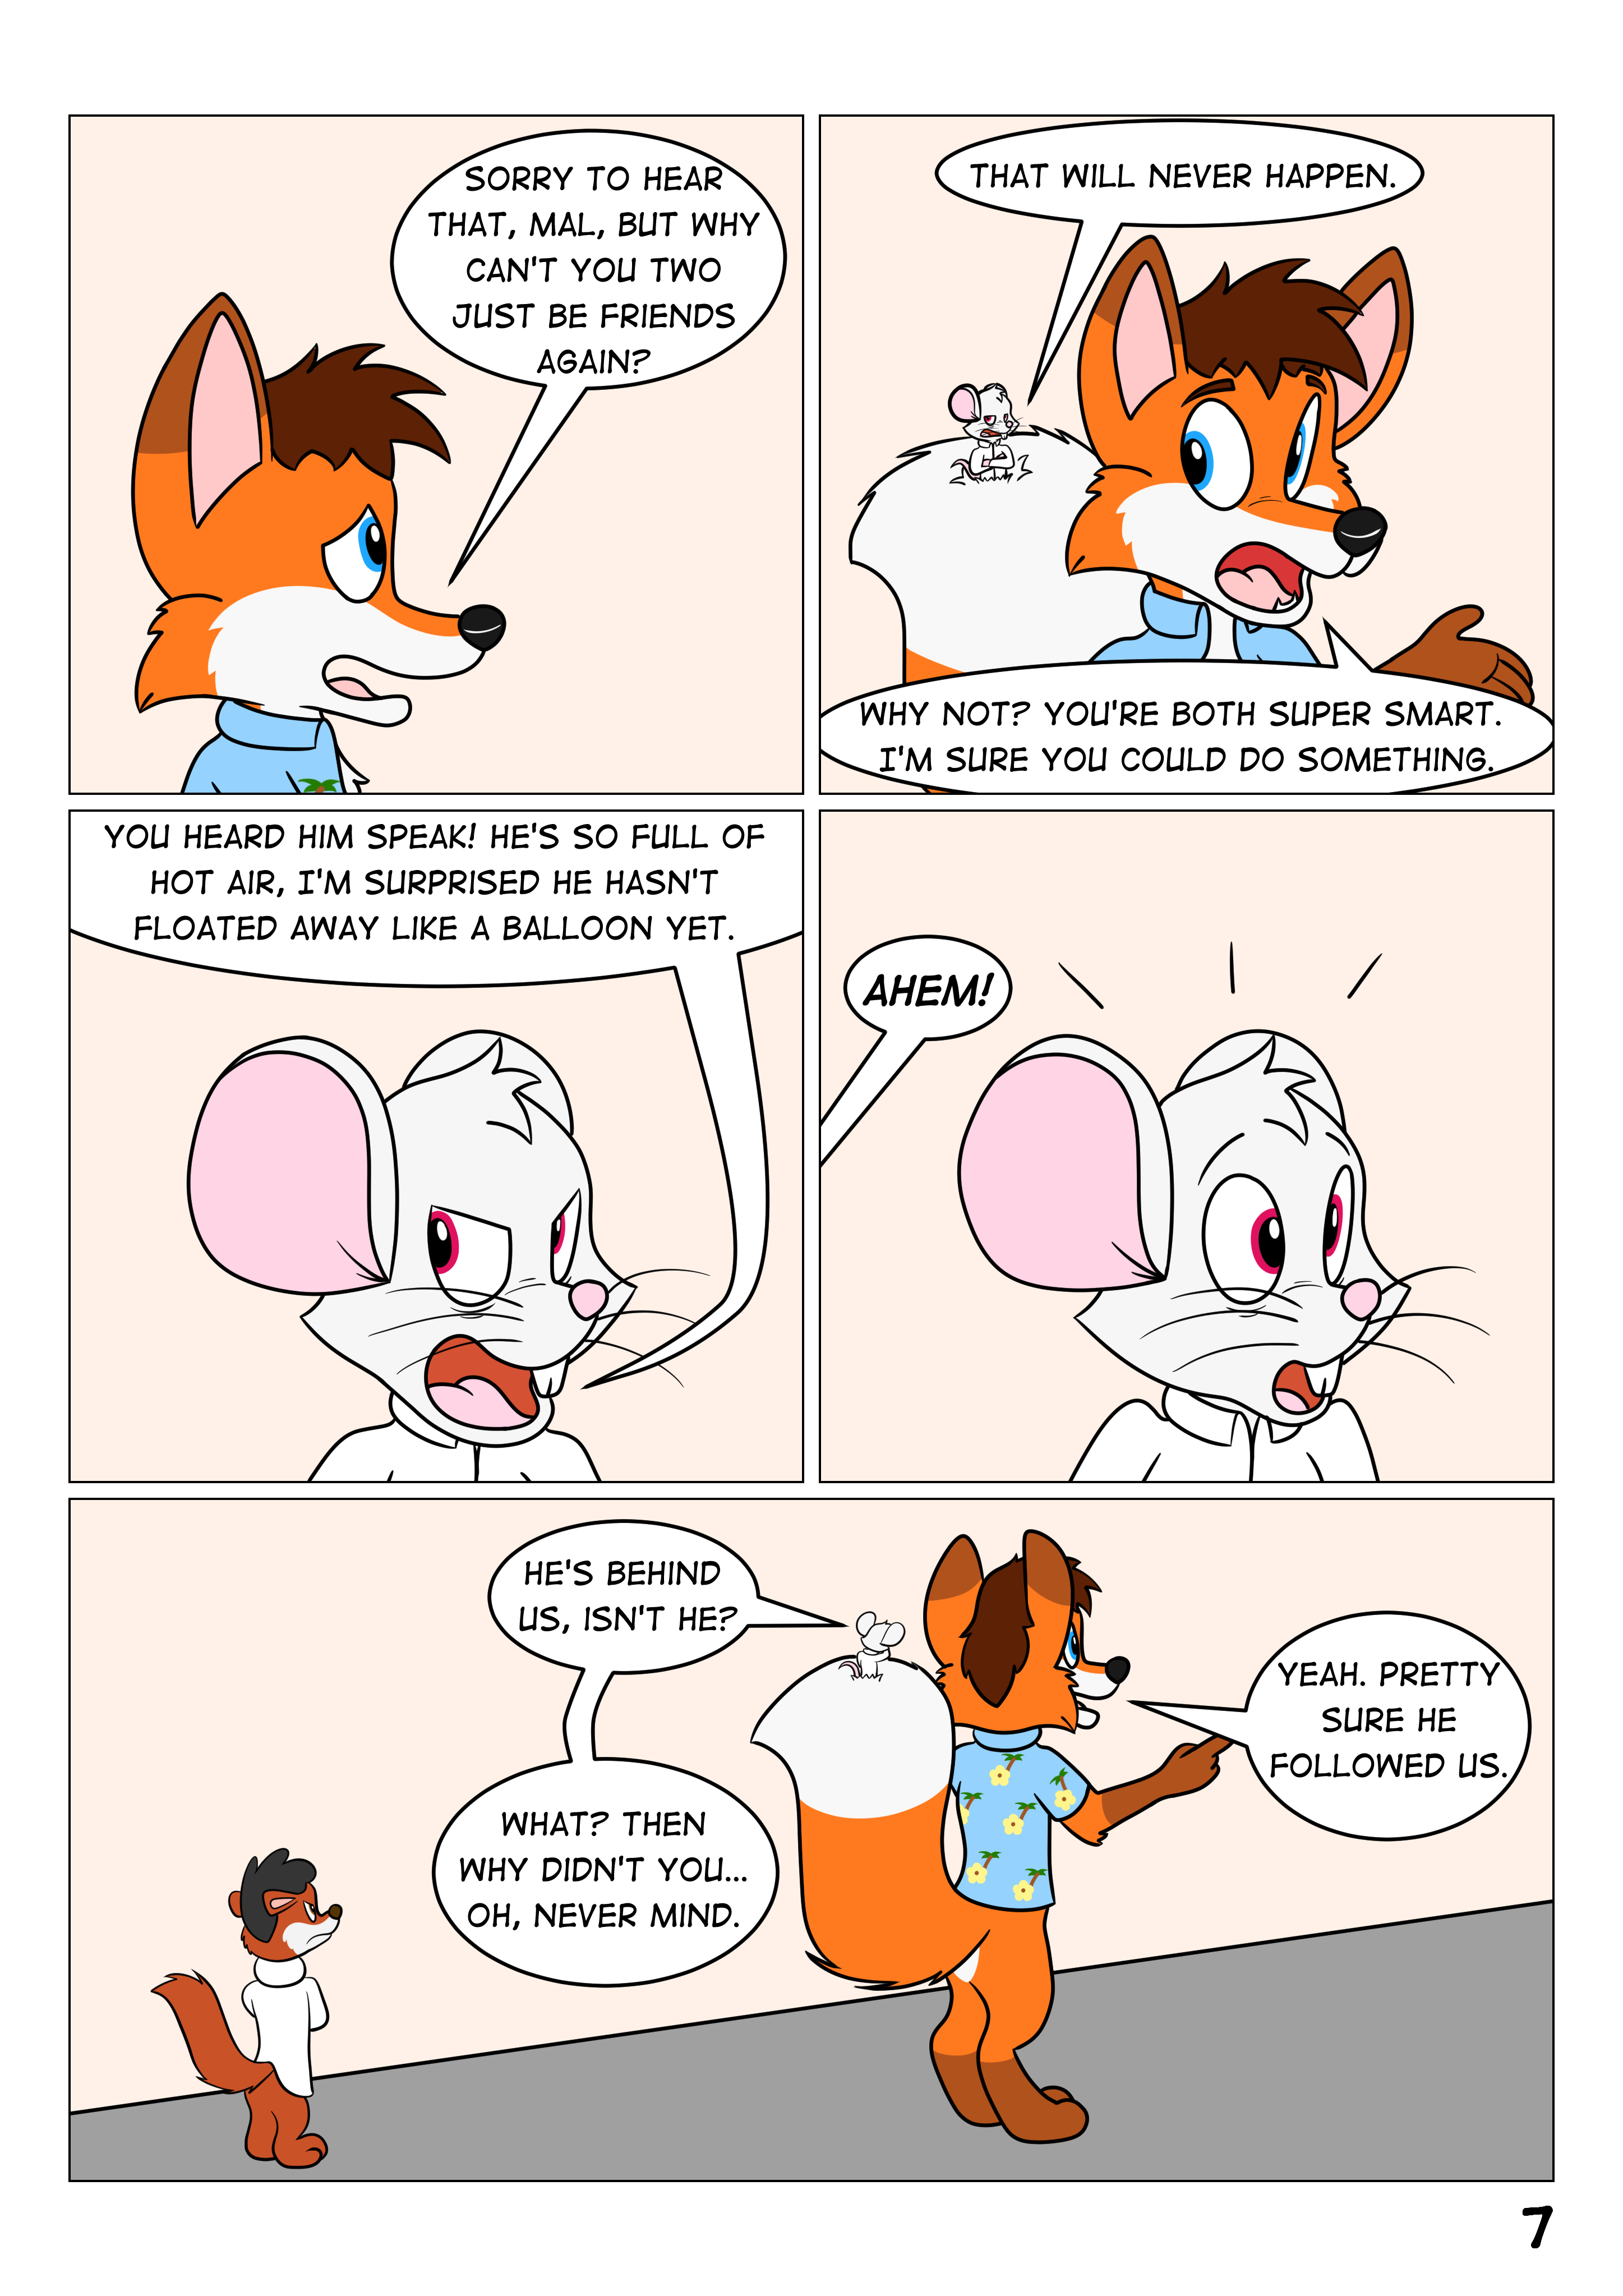 SORRY TO HEAR
THAT, MAL, BUT WHY
CAN'T YOU TWO
JUST BE FRIENDS
AGAIN?
THAT WILL NEVER HAPPEN.
WHY NOT? YOU'RE BOTH SUPER SMART.
I'M SURE YOU COULD DO SOMETHING.
YOU HEARD HIM SPEAK! HE'S SO FULL OF
HOT AIR, I'M SURPRISED HE HASN'T
FLOATED AWAY LIKE A BALLOON YET.
AHEM!
HE'S BEHIND
US, ISN'T HE?
YEAH. PRETTY
SURE HE
FOLLOWED US.
WHAT? THEN
WHY DIDN'T YOU...
OH, NEVER MIND.
7